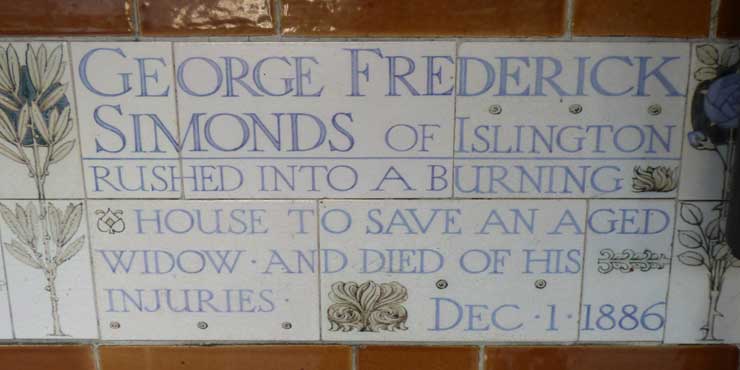 GEORGE FREDERICK
SIMONDS OF ISLINGTON
RUSHED INTO A BURNING
HOUSE TO SAVE AN AGED
WIDOW · AND DIED OF HIS
INJURIES ·
DEC · 1 · 1886